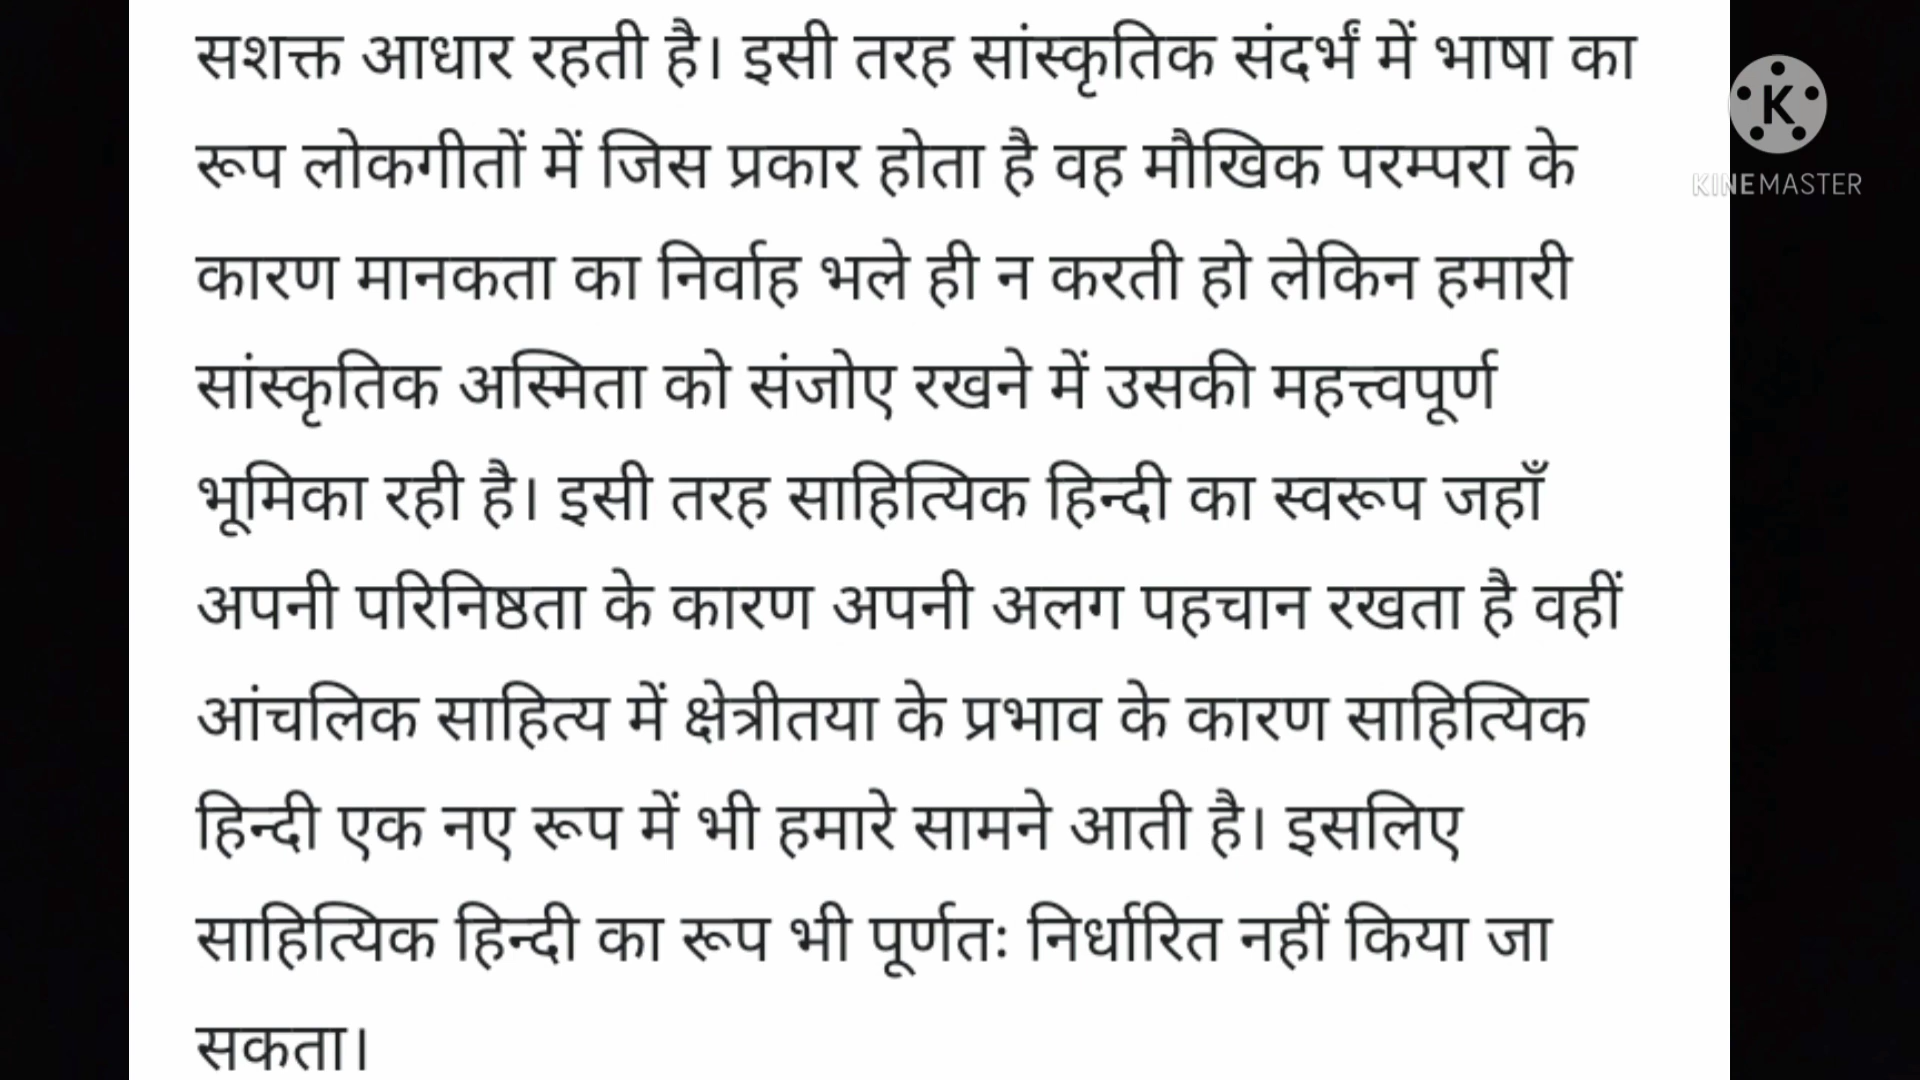 सशक्त आधार रहती है। इसी तरह सांस्कृतिक संदर्भं में भाषा का
रूप लोकगीतों में जिस प्रकार होता है वह मौखिक परम्परा के
कारण मानकता का निर्वाह भले ही न करती हो लेकिन हमारी
सांस्कृतिक अस्मिता को संजोए रखने में उसकी महत्त्वपूर्ण
भूमिका रही है। इसी तरह साहित्यिक हिन्दी का स्वरूप जहाँ
अपनी परिनिष्ठता के कारण अपनी अलग पहचान रखता है वहीं
आंचलिक साहित्य में क्षेत्रीतया के प्रभाव के कारण साहित्यिक
हिन्दी एक नए रूप में भी हमारे सामने आती है। इसलिए
साहित्यिक हिन्दी का रूप भी पूर्णतः निर्धारित नहीं किया जा
सकता।
K
KINEMASTER